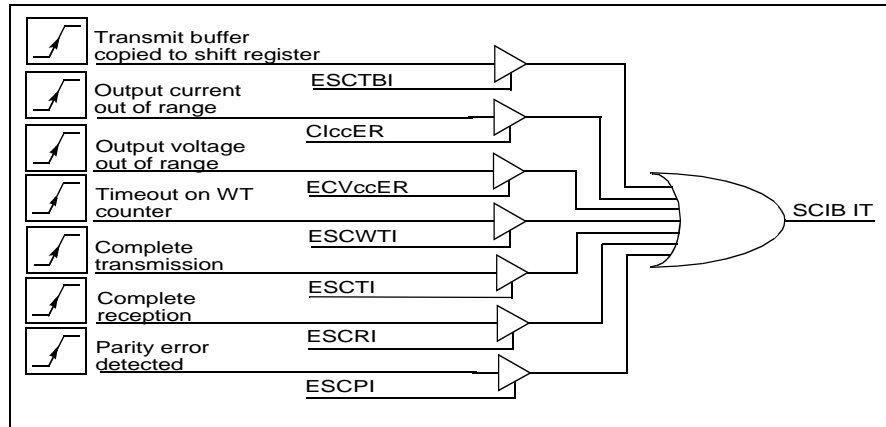 Transmit buffer
copied to shift register
ESCTBI
Output current
out of range
CIccER
Output voltage
out of range
ECVccER
Timeout on WT
counter
ESCWTI
Complete
transmission
ESCTI
Complete
reception
ESCRI
Parity error
detected
ESCPI
SCIB IT